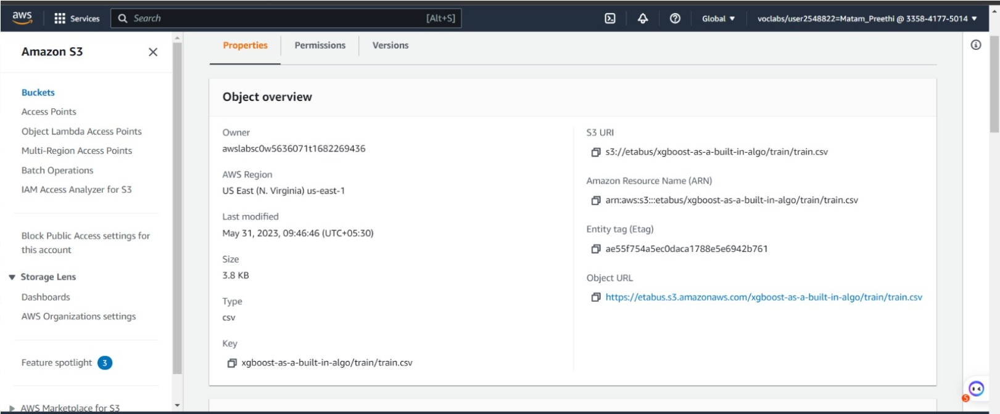 aws
Services
Search
[Alt+S]
Global
voclabs/user2548822=Matam_Preethi @ 3358-4177-5014
Amazon S3
Buckets
Access Points
Object Lambda Access Points
Multi-Region Access Points
Batch Operations
IAM Access Analyzer for S3
Block Public Access settings for
this account
Storage Lens
Dashboards
AWS Organizations settings
Feature spotlight 3
AWS Marketplace for S3
Properties
Permissions
Versions
Object overview
Owner
awslabsc0w5636071t1682269436
AWS Region
US East (N. Virginia) us-east-1
Last modified
May 31, 2023, 09:46:46 (UTC+05:30)
Size
3.8 KB
Type
csv
Key
xgboost-as-a-built-in-algo/train/train.csv
S3 URI
s3://etabus/xgboost-as-a-built-in-algo/train/train.csv
Amazon Resource Name (ARN)
arn:aws:s3:::etabus/xgboost-as-a-built-in-algo/train/train.csv
Entity tag (Etag)
ae55f754a5ec0daca1788e5e6942b761
Object URL
https://etabus.s3.amazonaws.com/xgboost-as-a-built-in-algo/train/train.csv
5